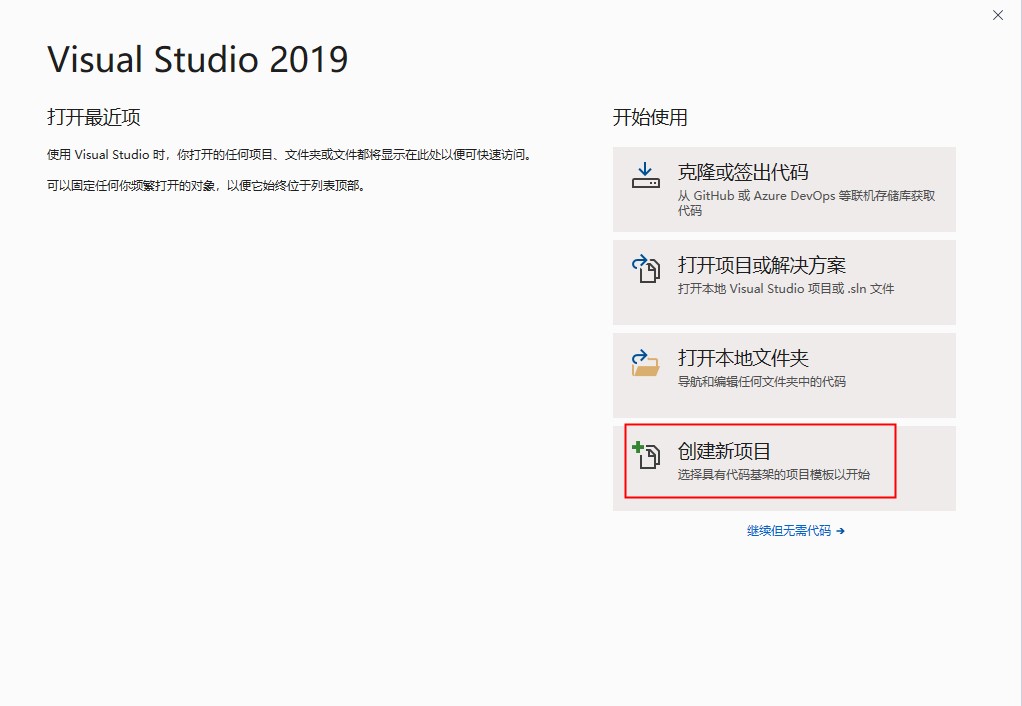 Visual Studio 2019
打开最近项
使用 Visual Studio 时，你打开的任何项目、文件夹或文件都将显示在此处以便可快速访问。
可以固定任何你频繁打开的对象，以便它始终位于列表顶部。
开始使用
克隆或签出代码
从 GitHub 或 Azure DevOps 等联机存储库获取
代码
打开项目或解决方案
打开本地 Visual Studio 项目或 .sln 文件
打开本地文件夹
导航和编辑任何文件夹中的代码
创建新项目
选择具有代码基架的项目模板以开始
继续但无需代码 →